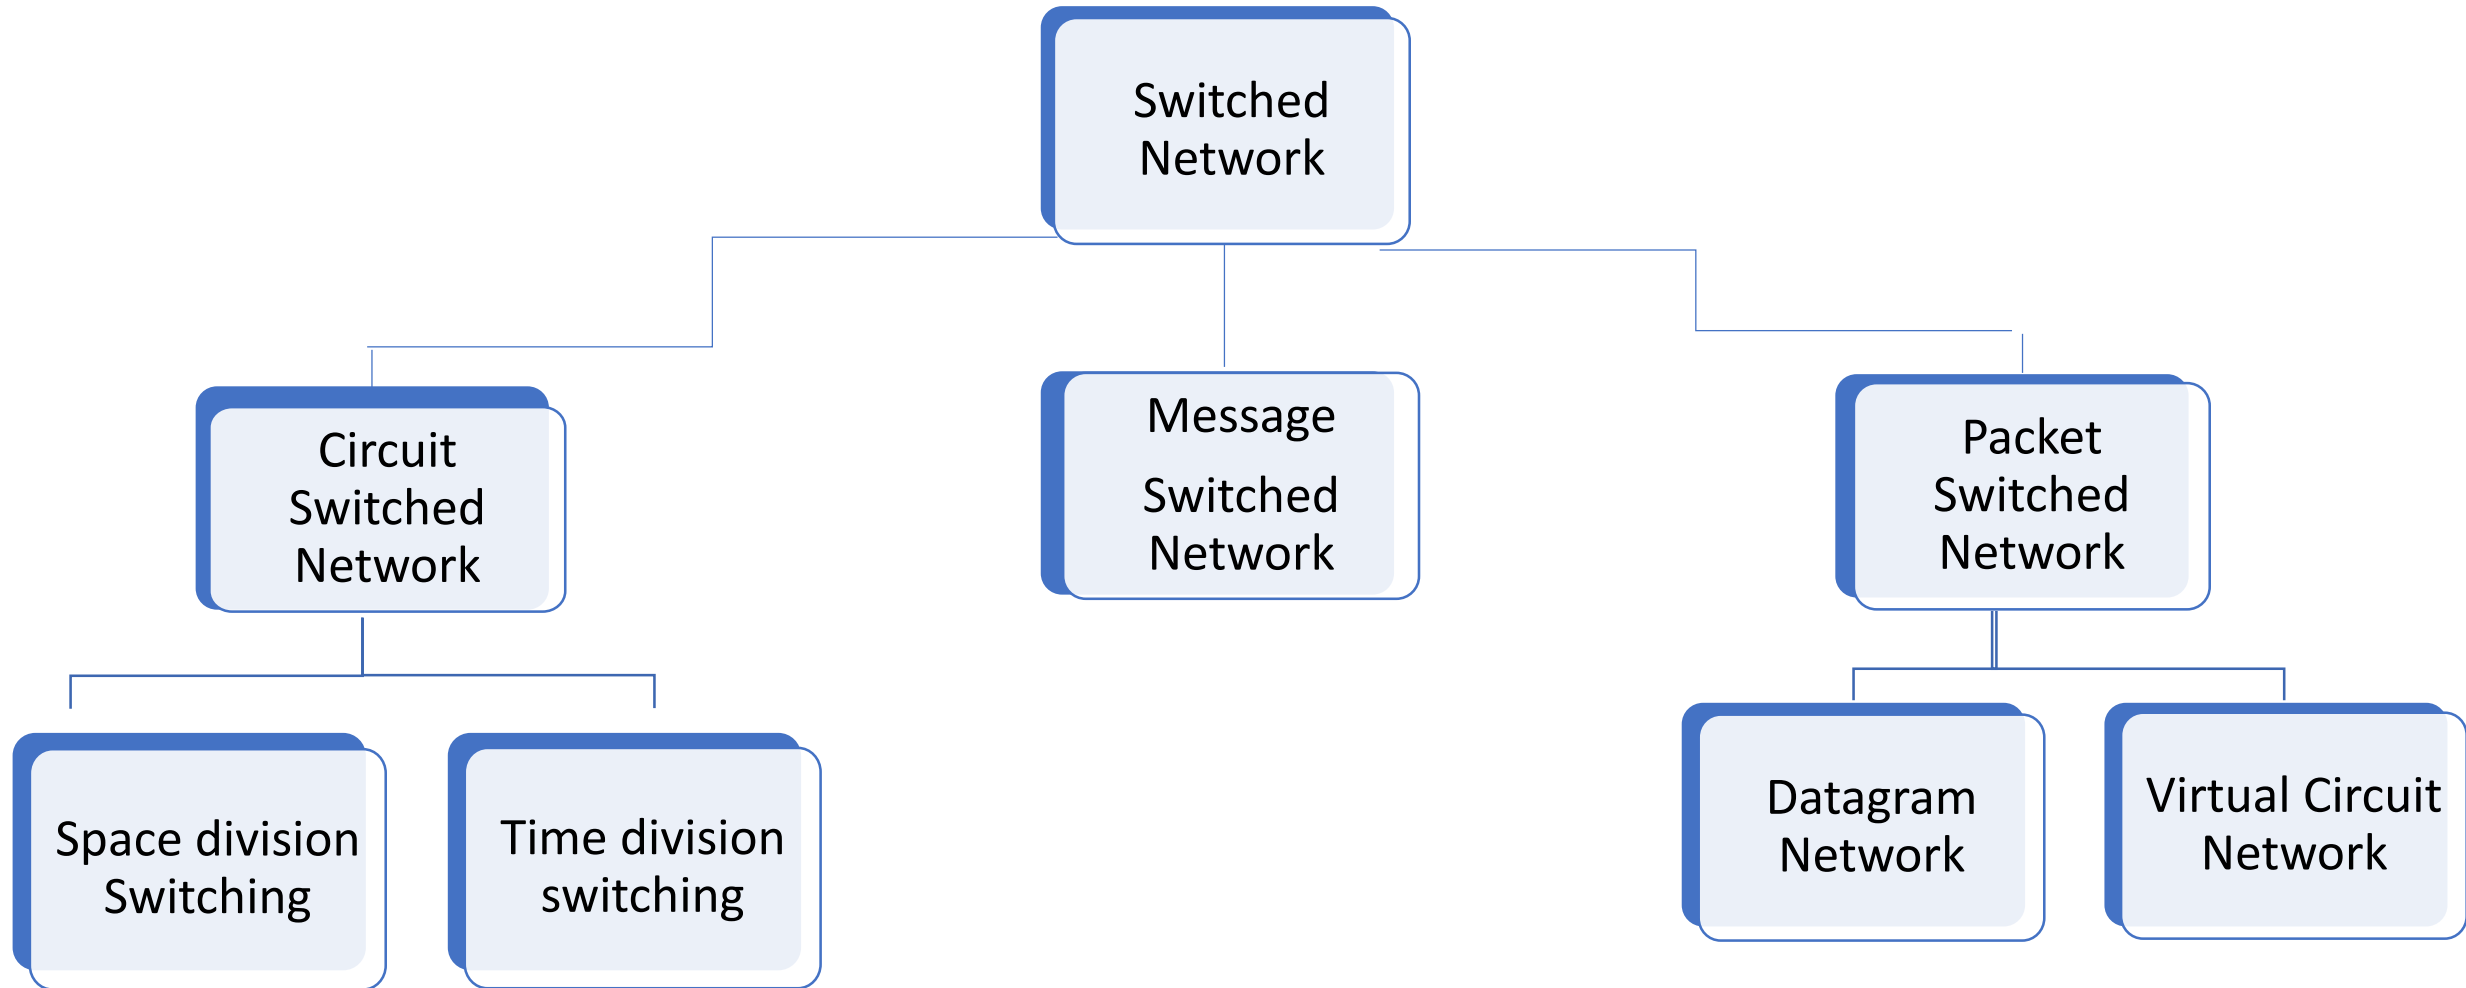 Switched
Network
Circuit
Switched
Network
Message
Switched
Network
Packet
Switched
Network
Space division
Switching
Time division
switching
Datagram
Network
Virtual Circuit
Network